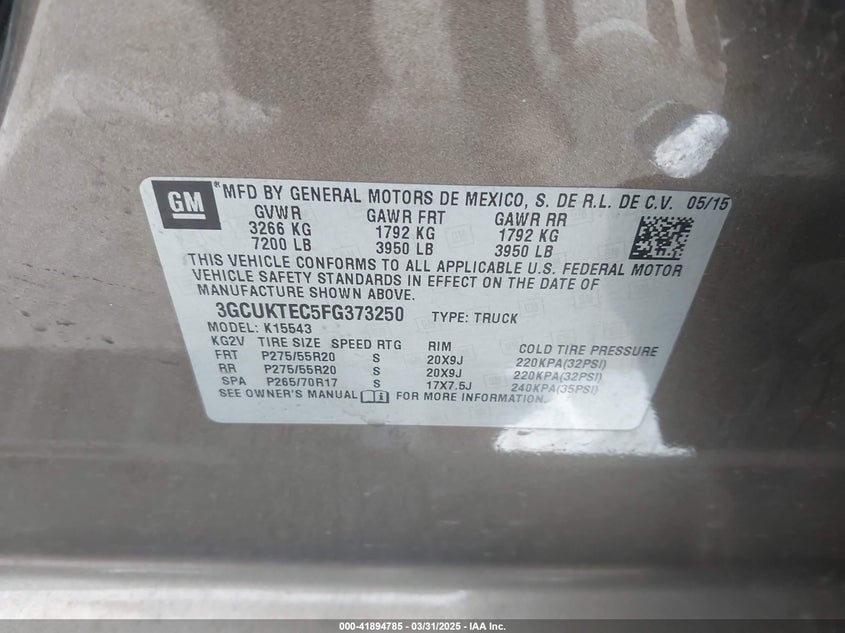 GM ® MFD BY GENERAL MOTORS DE MEXICO, S. DE R.L. DE C.V. 05/15
GVWR GAWR FRT GAWR RR
3266 KG 1792 KG 1792 KG
7200 LB 3950 LB 3950 LB
THIS VEHICLE CONFORMS TO ALL APPLICABLE U.S. FEDERAL MOTOR
VEHICLE SAFETY STANDARDS IN EFFECT ON THE DATE OF
MANUFACTURE SHOWN ABOVE.
3GCUKTEC5FG373250 TYPE: TRUCK
MODEL: K15543
KG2V TIRE SIZE SPEED RTG RIM COLD TIRE PRESSURE
FRT P275/55R20 S 20X9J 220KPA(32PSI)
RR P275/55R20 S 20X9J 220KPA(32PSI)
SPA P265/70R17 S 17X7.5J 240KPA(35PSI)
SEE OWNER'S MANUAL FOR MORE INFORMATION.
000-41894785 - 03/31/2025 - IAA Inc.